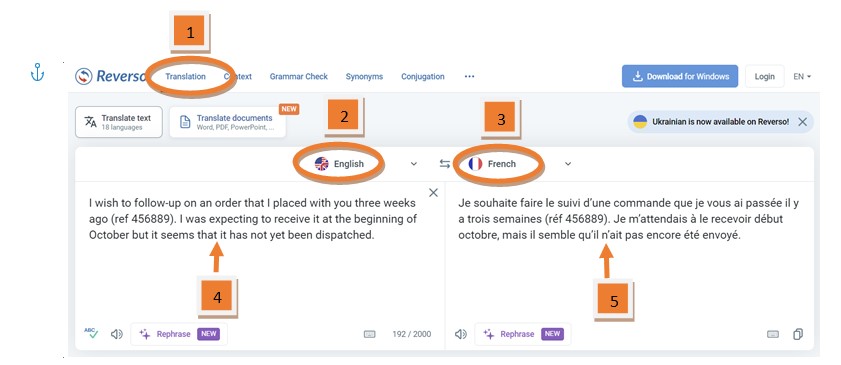 1
Reverso Translation Context Grammar Check Synonyms Conjugation ... Download for Windows Login EN
Translate text
18 languages
Translate documents
Word, PDF, PowerPoint, ...
NEW
2
3
Ukrainian is now available on Reverso!
English
French
I wish to follow-up on an order that I placed with you three weeks
ago (ref 456889). I was expecting to receive it at the beginning of
October but it seems that it has not yet been dispatched.
Je souhaite faire le suivi d'une commande que je vous ai passée il y
a trois semaines (réf 456889). Je m'attendais à le recevoir début
octobre, mais il semble qu'il n'ait pas encore été envoyé.
4
5
ABC
Rephrase NEW
192 / 2000
Rephrase NEW